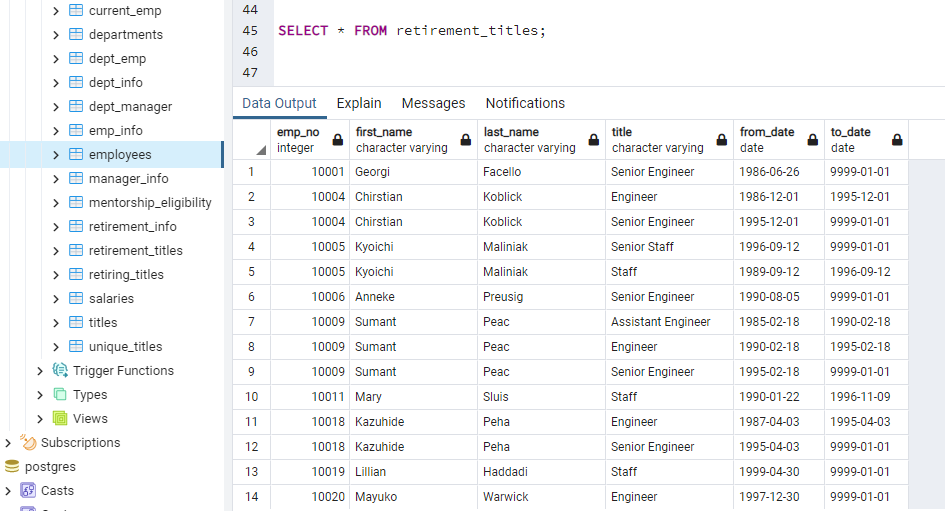 current_emp
departments
dept_emp
dept_info
dept_manager
emp_info
employees
manager_info
mentorship_eligibility
retirement_info
retirement_titles
retiring_titles
salaries
titles
unique_titles
Trigger Functions
Types
Views
Subscriptions
postgres
Casts
44
45 SELECT * FROM retirement_titles;
46
47
Data Output Explain Messages Notifications
emp_no first_name last_name title from_date to_date
integer character varying character varying character varying date date
1 10001 Georgi Facello Senior Engineer 1986-06-26 9999-01-01
2 10004 Chirstian Koblick Engineer 1986-12-01 1995-12-01
3 10004 Chirstian Koblick Senior Engineer 1995-12-01 9999-01-01
4 10005 Kyoichi Maliniak Senior Staff 1996-09-12 9999-01-01
5 10005 Kyoichi Maliniak Staff 1989-09-12 1996-09-12
6 10006 Anneke Preusig Senior Engineer 1990-08-05 9999-01-01
7 10009 Sumant Peac Assistant Engineer 1985-02-18 1990-02-18
8 10009 Sumant Peac Engineer 1990-02-18 1995-02-18
9 10009 Sumant Peac Senior Engineer 1995-02-18 9999-01-01
10 10011 Mary Sluis Staff 1990-01-22 1996-11-09
11 10018 Kazuhide Peha Engineer 1987-04-03 1995-04-03
12 10018 Kazuhide Peha Senior Engineer 1995-04-03 9999-01-01
13 10019 Lillian Haddadi Staff 1999-04-30 9999-01-01
14 10020 Mayuko Warwick Engineer 1997-12-30 9999-01-01